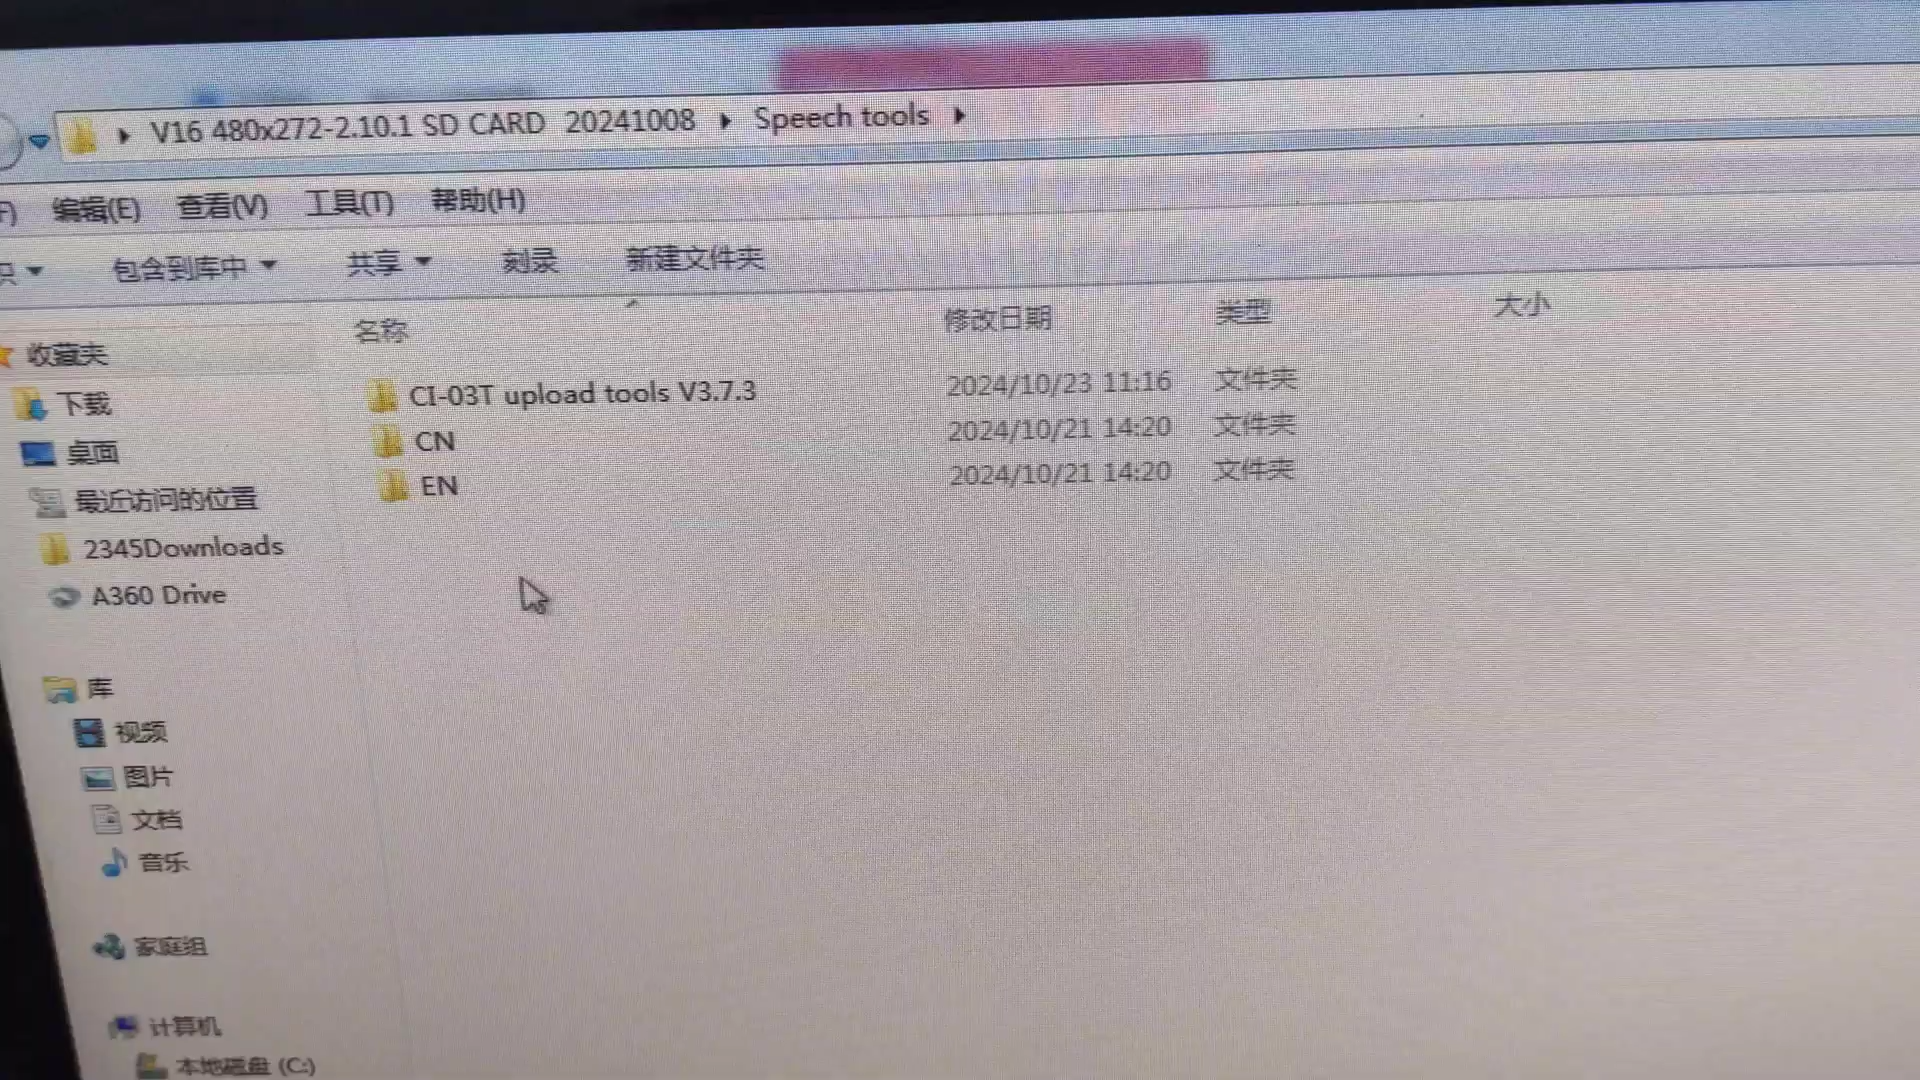 V16 480x272-2.10.1 SD CARD 20241008 Speech tools
F) 编辑(E) 查看(V) 工具(T) 帮助(H)
包含到库中 共享 刻录 新建文件夹
名称 修改日期 类型 大小
CI-03T upload tools V3.7.3 2024/10/23 11:16 文件夹
CN 2024/10/21 14:20 文件夹
EN 2024/10/21 14:20 文件夹
收藏夹
下载
桌面
最近访问的位置
2345Downloads
A360 Drive
库
视频
图片
文档
音乐
家庭组
计算机
本地磁盘 (C:)